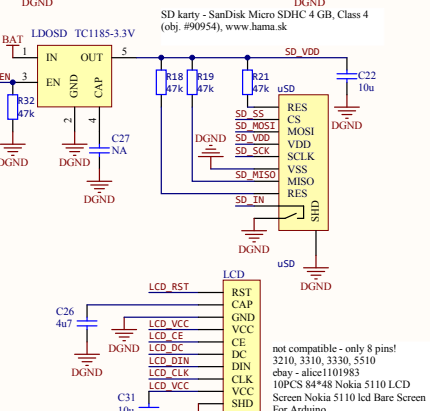 DGND
DGND
SD karty - SanDisk Micro SDHC 4 GB, Class 4
(obj. #90954), www.hama.sk
LDOSD TC1185-3.3V
BAT
1
IN
OUT
5
SD_VDD
EN
3
EN
GND
CAP
R32
47k
2
4
DGND
DGND
C27
NA
DGND
R18
47k
R19
47k
R21
47k
C22
10u
DGND
uSD
RES
SD_SS
CS
SD_MOSI
MOSI
SD_VDD
VDD
SD_SCK
SCLK
DGND
VSS
SD_MISO
MISO
RES
SD_IN
SHD
DGND
uSD
DGND
LCD
LCD_RST
RST
CAP
C26
4u7
GND
LCD_VCC
VCC
LCD_CE
CE
DGND
LCD_DC
DC
LCD_DIN
DIN
DGND
LCD_CLK
CLK
LCD_VCC
VCC
C31
10u
SHD
not compatible - only 8 pins!
3210, 3310, 3330, 5510
ebay - alice1101983
10PCS 84*48 Nokia 5110 LCD
Screen Nokia 5110 lcd Bare Screen
For Arduino